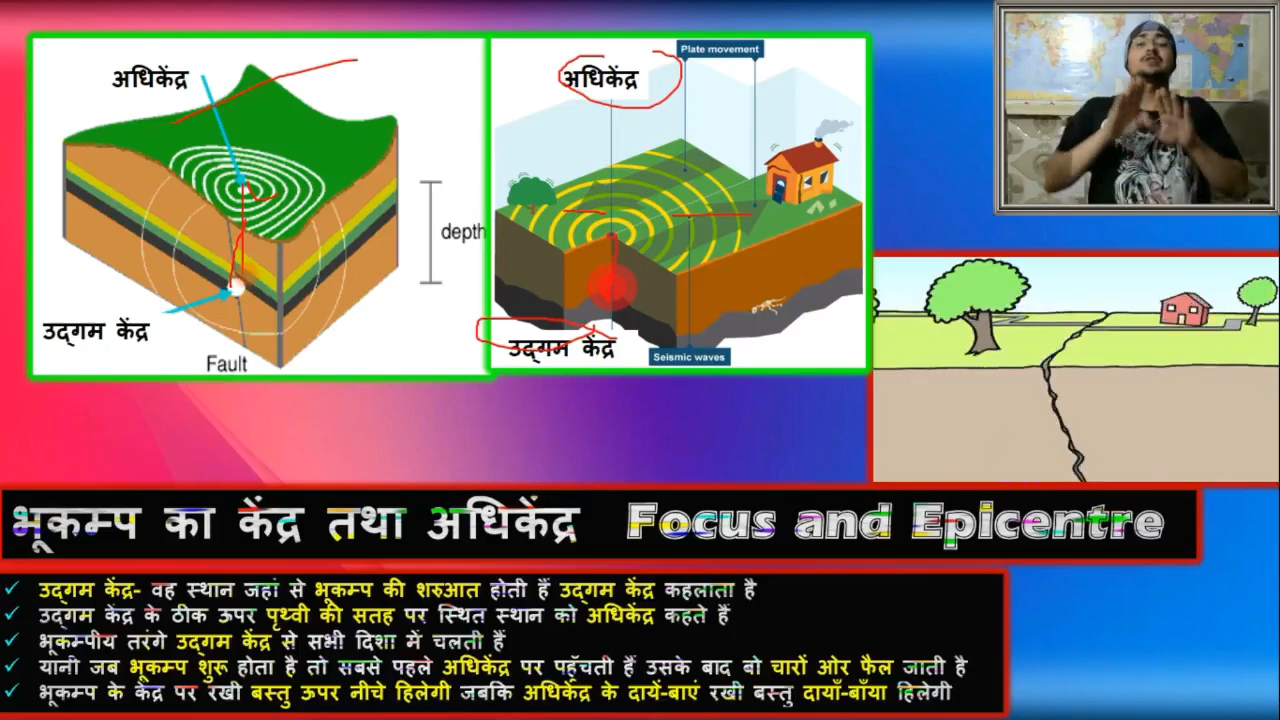 अधिकेंद्र
depth
उद्गम केंद्र
Fault
Plate movement
अधिकेंद्र
उद्गम केंद्र
Seismic waves
भूकम्प का केंद्र तथा अधिकेंद्र Focus and Epicentre
उद्गम केंद्र- वह स्थान जहां से भूकम्प की शरुआत होती हैं उद्गम केंद्र कहलाता है
उद्गम केंद्र के ठीक ऊपर पृथ्वी की सतह पर स्थित स्थान को अधिकेंद्र कहते हैं
भूकम्पीय तरंगे उद्गम केंद्र से सभी दिशा में चलती हैं
यानी जब भूकम्प शुरू होता है तो सबसे पहले अधिकेंद्र पर पहुँचती हैं उसके बाद बो चारों ओर फैल जाती है
भूकम्प के केंद्र पर रखी बस्तु ऊपर नीचे हिलेगी जबकि अधिकेंद्र के दायें-बाएं रखी बस्तु दायाँ-बाँया हिलेगी